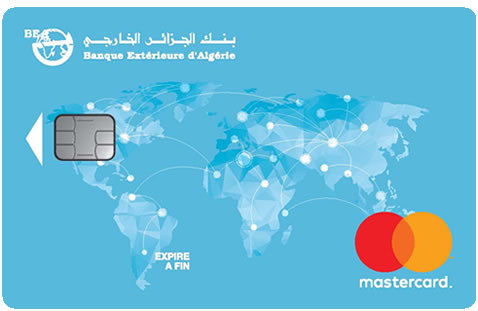 BEA
بنك الجزائر الخارجي
Banque Extérieure d'Algérie
EXPIRE
A FIN
mastercard.